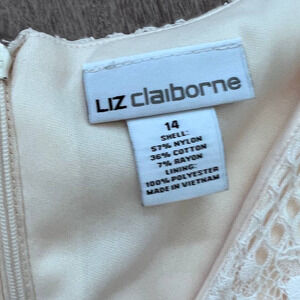 LIZ claiborne
14
SHELL:
57% NYLON
36% COTTON
7% RAYON
LINING:
100% POLYESTER
MADE IN VIETNAM